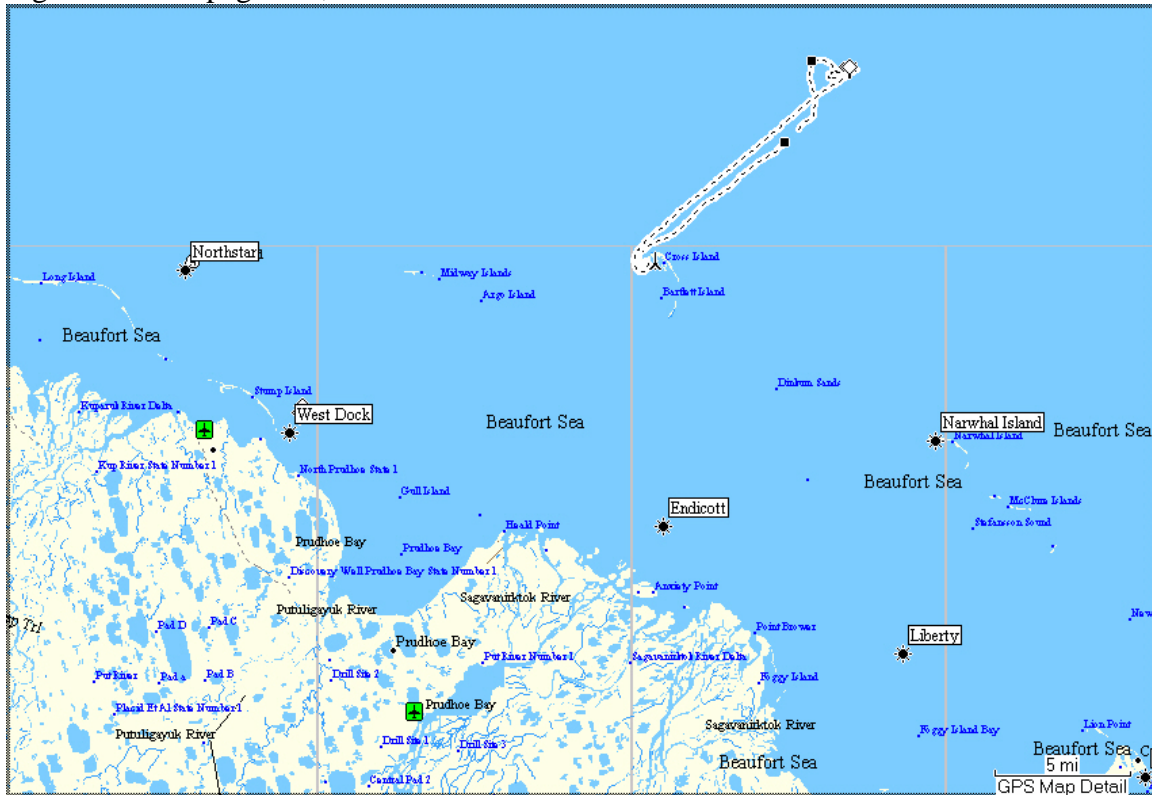 Northstar
Long Island
Midway Islands
Argo Island
Cross Island
Bartlett Island
Beaufort Sea
Dinkum Sands
Stump Island
Kuparuk River Delta
West Dock
Beaufort Sea
Narwhal Island
Narwhal Island
Beaufort Sea
Kup River State Number 1
North Prudhoe State 1
Beaufort Sea
Gull Island
McClure Islands
Endicott
Stefansson Sound
Heald Point
Prudhoe Bay
Prudhoe Bay
Discovery Well Prudhoe Bay State Number 1
Anxiety Point
Sagavanirktok River
Putuligayuk River
Trl
Pad D
Pad C
Point Brower
Liberty
Prudhoe Bay
Put River Number 1
Sagavanirktok River Delta
Put River
Pad A
Pad B
Drill Site 2
Foggy Island
Prudhoe Bay
Placid Et Al State Number 1
Sagavanirktok River
Putuligayuk River
Foggy Island Bay
Lion Point
Drill Site 1
Drill Site 3
Beaufort Sea
Beaufort Sea
5 mi
Central Pad 2
GPS Map Detail